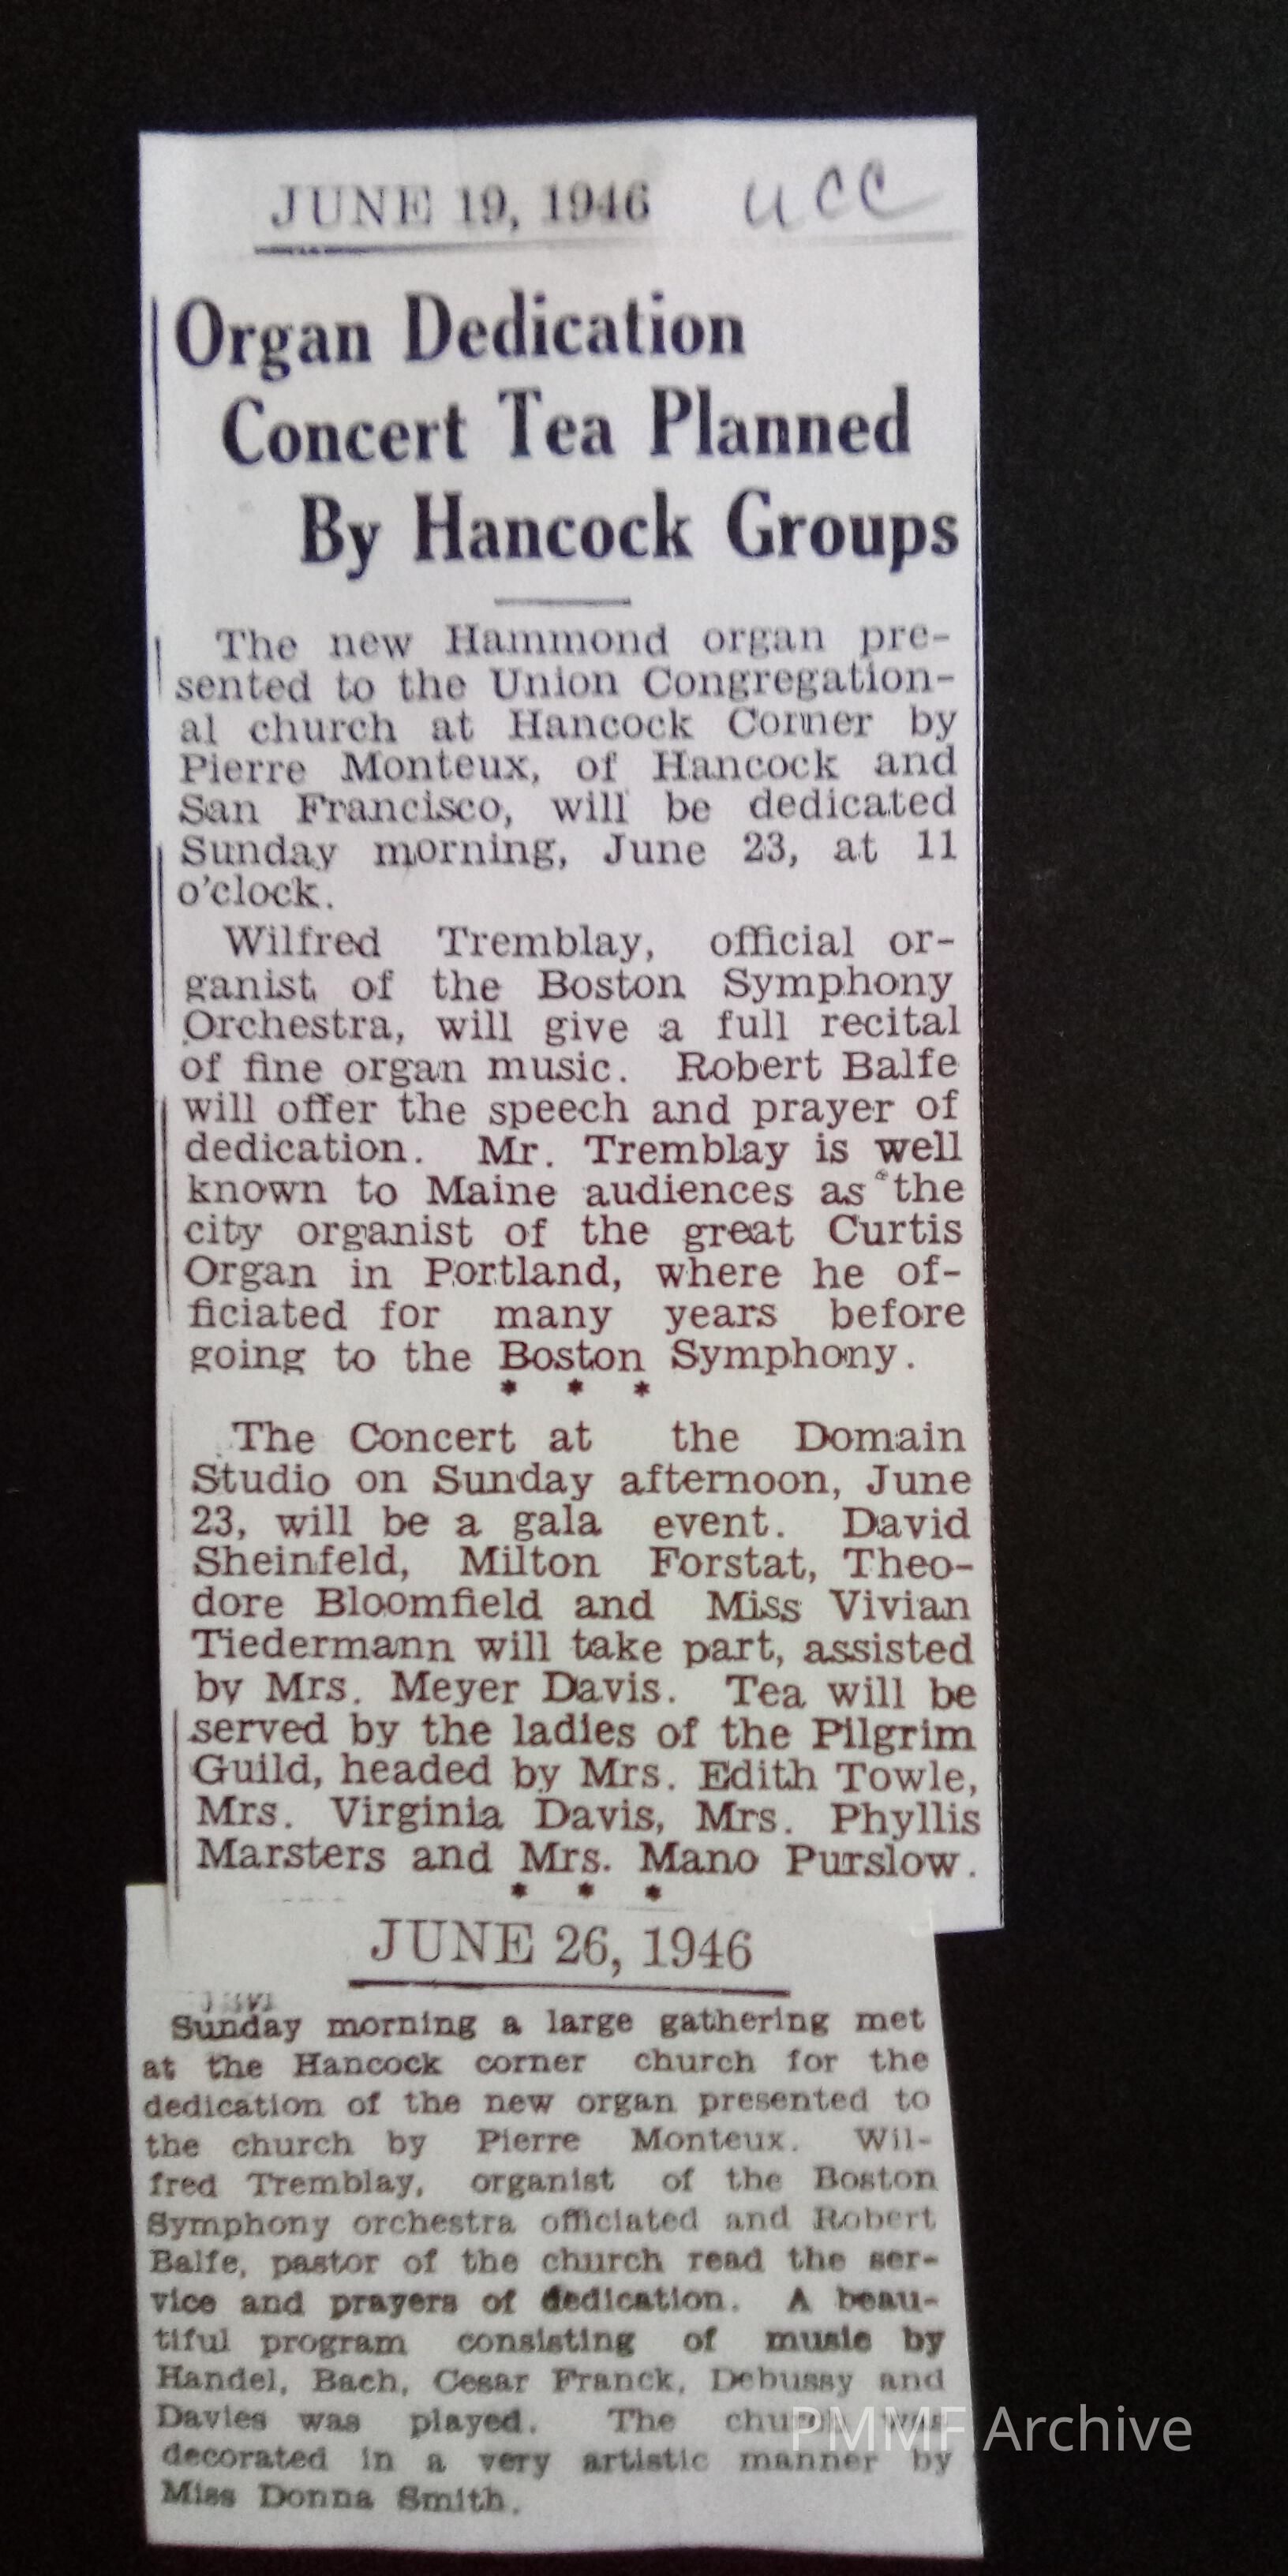 JUNE 19, 1946 UCC
Organ Dedication
Concert Tea Planned
By Hancock Groups
The new Hammond organ pre-
sented to the Union Congregation-
al church at Hancock Corner by
Pierre Monteux, of Hancock and
San Francisco, will be dedicated
Sunday morning, June 23, at 11
o'clock.
Wilfred Tremblay, official or-
ganist of the Boston Symphony
Orchestra, will give a full recital
of fine organ music. Robert Balfe
will offer the speech and prayer of
dedication. Mr. Tremblay is well
known to Maine audiences as the
city organist of the great Curtis
Organ in Portland, where he of-
ficiated for many years before
going to the Boston Symphony.
* * *
The Concert at the Domain
Studio on Sunday afternoon, June
23, will be a gala event. David
Sheinfeld, Milton Forstat, Theo-
dore Bloomfield and Miss Vivian
Tiedermann will take part, assisted
by Mrs. Meyer Davis. Tea will be
served by the ladies of the Pilgrim
Guild, headed by Mrs. Edith Towle,
Mrs. Virginia Davis, Mrs. Phyllis
Marsters and Mrs. Mano Purslow.
* * *
JUNE 26, 1946
Sunday morning a large gathering met
at the Hancock corner church for the
dedication of the new organ presented to
the church by Pierre Monteux. Wil-
fred Tremblay, organist of the Boston
Symphony orchestra officiated and Robert
Balfe, pastor of the church read the ser-
vice and prayers of dedication. A beau-
tiful program consisting of music by
Handel, Bach, Cesar Franck, Debussy and
Davies was played. The church was
decorated in a very artistic manner by
Miss Donna Smith.
PMMF Archive